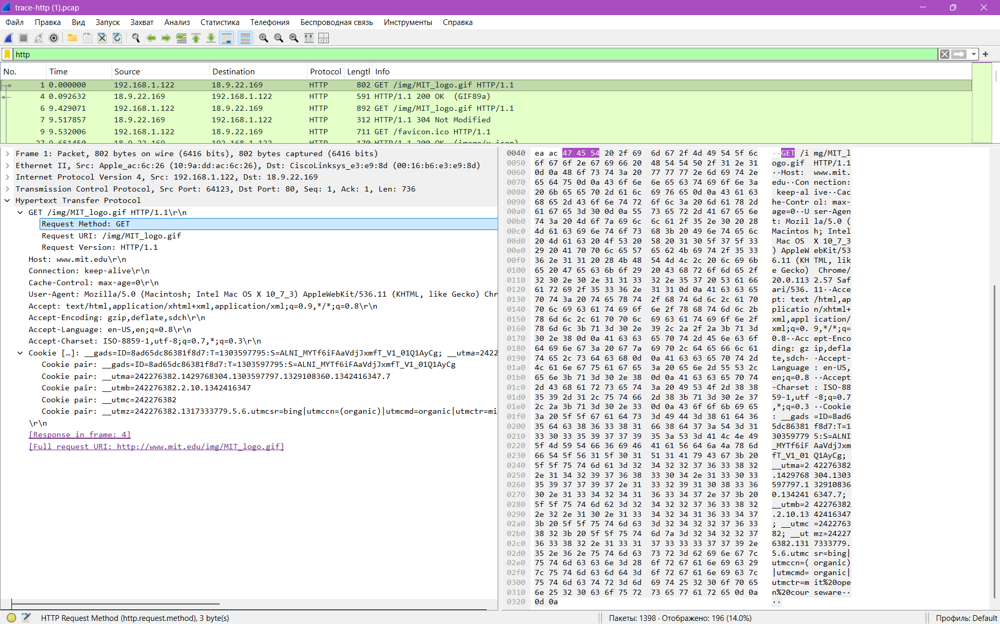 trace-http (1).pcap
Файл Правка Вид Запуск Захват Анализ Статистика Телефония Беспроводная связь Инструменты Справка
http
No. Time Source Destination Protocol Length Info
1 0.000000 192.168.1.122 18.9.22.169 HTTP 802 GET /img/MIT_logo.gif HTTP/1.1
4 0.092632 18.9.22.169 192.168.1.122 HTTP 591 HTTP/1.1 200 OK (GIF89a)
6 9.429071 192.168.1.122 18.9.22.169 HTTP 892 GET /img/MIT_logo.gif HTTP/1.1
7 9.517857 18.9.22.169 192.168.1.122 HTTP 312 HTTP/1.1 304 Not Modified
9 9.532006 192.168.1.122 18.9.22.169 HTTP 711 GET /favicon.ico HTTP/1.1
27 9.651450 18.9.22.169 192.168.1.122 HTTP 170 HTTP/1.1 200 OK (image/x-icon)
Frame 1: Packet, 802 bytes on wire (6416 bits), 802 bytes captured (6416 bits)
Ethernet II, Src: Apple_ac:6c:26 (10:9a:dd:ac:6c:26), Dst: CiscoLinksys_e3:e9:8d (00:16:b6:e3:e9:8d)
Internet Protocol Version 4, Src: 192.168.1.122, Dst: 18.9.22.169
Transmission Control Protocol, Src Port: 64123, Dst Port: 80, Seq: 1, Ack: 1, Len: 736
Hypertext Transfer Protocol
GET /img/MIT_logo.gif HTTP/1.1\r\n
Request Method: GET
Request URI: /img/MIT_logo.gif
Request Version: HTTP/1.1
Host: www.mit.edu\r\n
Connection: keep-alive\r\n
Cache-Control: max-age=0\r\n
User-Agent: Mozilla/5.0 (Macintosh; Intel Mac OS X 10_7_3) AppleWebKit/536.11 (KHTML, like Gecko) Chr
Accept: text/html,application/xhtml+xml,application/xml;q=0.9,*/*;q=0.8\r\n
Accept-Encoding: gzip,deflate,sdch\r\n
Accept-Language: en-US,en;q=0.8\r\n
Accept-Charset: ISO-8859-1,utf-8;q=0.7,*;q=0.3\r\n
Cookie […]: __gads=ID=8ad65dc86381f8d7:T=1303597795:S=ALNI_MYTf6iFAaVdjJxmfT_V1_01Q1AyCg; __utma=2422
Cookie pair: __gads=ID=8ad65dc86381f8d7:T=1303597795:S=ALNI_MYTf6iFAaVdjJxmfT_V1_01Q1AyCg
Cookie pair: __utma=242276382.1429768304.1303597797.1329108360.1342416347.7
Cookie pair: __utmb=242276382.2.10.1342416347
Cookie pair: __utmc=242276382
Cookie pair: __utmz=242276382.1317333779.5.6.utmcsr=bing|utmccn=(organic)|utmcmd=organic|utmctr=mi
\r\n
[Response in frame: 4]
[Full request URI: http://www.mit.edu/img/MIT_logo.gif]
0040 ea ac 47 45 54 20 2f 69 6d 67 2f 4d 49 54 5f 6c ··GET /i mg/MIT_l
0050 6f 67 6f 2e 67 69 66 20 48 54 54 50 2f 31 2e 31 ogo.gif HTTP/1.1
0060 0d 0a 48 6f 73 74 3a 20 77 77 77 2e 6d 69 74 2e ··Host: www.mit.
0070 65 64 75 0d 0a 43 6f 6e 6e 65 63 74 69 6f 6e 3a edu··Con nection:
0080 20 6b 65 65 70 2d 61 6c 69 76 65 0d 0a 43 61 63 keep-al ive··Cac
0090 68 65 2d 43 6f 6e 74 72 6f 6c 3a 20 6d 61 78 2d he-Contr ol: max-
00a0 61 67 65 3d 30 0d 0a 55 73 65 72 2d 41 67 65 6e age=0··U ser-Agen
00b0 74 3a 20 4d 6f 7a 69 6c 6c 61 2f 35 2e 30 20 28 t: Mozil la/5.0 (
00c0 4d 61 63 69 6e 74 6f 73 68 3b 20 49 6e 74 65 6c Macintos h; Intel
00d0 20 4d 61 63 20 4f 53 20 58 20 31 30 5f 37 5f 33 Mac OS X 10_7_3
00e0 29 20 41 70 70 6c 65 57 65 62 4b 69 74 2f 35 33 ) AppleW ebKit/53
00f0 36 2e 31 31 20 28 4b 48 54 4d 4c 2c 20 6c 69 6b 6.11 (KH TML, lik
0100 65 20 47 65 63 6b 6f 29 20 43 68 72 6f 6d 65 2f e Gecko) Chrome/
0110 32 30 2e 30 2e 31 31 33 32 2e 35 37 20 53 61 66 20.0.113 2.57 Saf
0120 61 72 69 2f 35 33 36 2e 31 31 0d 0a 41 63 63 65 ari/536. 11··Acce
0130 70 74 3a 20 74 65 78 74 2f 68 74 6d 6c 2c 61 70 pt: text /html,ap
0140 70 6c 69 63 61 74 69 6f 6e 2f 78 68 74 6d 6c 2b plicatio n/xhtml+
0150 78 6d 6c 2c 61 70 70 6c 69 63 61 74 69 6f 6e 2f xml,appl ication/
0160 78 6d 6c 3b 71 3d 30 2e 39 2c 2a 2f 2a 3b 71 3d xml;q=0. 9,*/*;q=
0170 30 2e 38 0d 0a 41 63 63 65 70 74 2d 45 6e 63 6f 0.8··Acc ept-Enco
0180 64 69 6e 67 3a 20 67 7a 69 70 2c 64 65 66 6c 61 ding: gz ip,defla
0190 74 65 2c 73 64 63 68 0d 0a 41 63 63 65 70 74 2d te,sdch· ·Accept-
01a0 4c 61 6e 67 75 61 67 65 3a 20 65 6e 2d 55 53 2c Language : en-US,
01b0 65 6e 3b 71 3d 30 2e 38 0d 0a 41 63 63 65 70 74 en;q=0.8 ··Accept
01c0 2d 43 68 61 72 73 65 74 3a 20 49 53 4f 2d 38 38 -Charset : ISO-88
01d0 35 39 2d 31 2c 75 74 66 2d 38 3b 71 3d 30 2e 37 59-1,utf -8;q=0.7
01e0 2c 2a 3b 71 3d 30 2e 33 0d 0a 43 6f 6f 6b 69 65 ,*;q=0.3 ··Cookie
01f0 3a 20 5f 5f 67 61 64 73 3d 49 44 3d 38 61 64 36 : __gads =ID=8ad6
0200 35 64 63 38 36 33 38 31 66 38 64 37 3a 54 3d 31 5dc86381 f8d7:T=1
0210 33 30 33 35 39 37 37 39 35 3a 53 3d 41 4c 4e 49 30359779 5:S=ALNI
0220 5f 4d 59 54 66 36 69 46 41 61 56 64 6a 4a 78 6d _MYTf6iF AaVdjJxm
0230 66 54 5f 56 31 5f 30 31 51 31 41 79 43 67 3b 20 fT_V1_01 Q1AyCg;
0240 5f 5f 75 74 6d 61 3d 32 34 32 32 37 36 33 38 32 __utma=2 42276382
0250 2e 31 34 32 39 37 36 38 33 30 34 2e 31 33 30 33 .1429768 304.1303
0260 35 39 37 37 39 37 2e 31 33 32 39 31 30 38 33 36 597797.1 32910836
0270 30 2e 31 33 34 32 34 31 36 33 34 37 2e 37 3b 20 0.134241 6347.7;
0280 5f 5f 75 74 6d 62 3d 32 34 32 32 37 36 33 38 32 __utmb=2 42276382
0290 2e 32 2e 31 30 2e 31 33 34 32 34 31 36 33 34 37 .2.10.13 42416347
02a0 3b 20 5f 5f 75 74 6d 63 3d 32 34 32 32 37 36 33 ; __utmc =2422763
02b0 38 32 3b 20 5f 5f 75 74 6d 7a 3d 32 34 32 32 37 82; __ut mz=24227
02c0 36 33 38 32 2e 31 33 31 37 33 33 33 37 37 39 2e 6382.131 7333779.
02d0 35 2e 36 2e 75 74 6d 63 73 72 3d 62 69 6e 67 7c 5.6.utmc sr=bing|
02e0 75 74 6d 63 63 6e 3d 28 6f 72 67 61 6e 69 63 29 utmccn=( organic)
02f0 7c 75 74 6d 63 6d 64 3d 6f 72 67 61 6e 69 63 7c |utmcmd= organic|
0300 75 74 6d 63 74 72 3d 6d 69 74 25 32 30 6f 70 65 utmctr=m it%20ope
0310 6e 25 32 30 63 6f 75 72 73 65 77 61 72 65 0d 0a n%20cour seware··
0320 0d 0a ··
HTTP Request Method (http.request.method), 3 byte(s)
Пакеты: 1398 · Отображено: 196 (14.0%)
Профиль: Default